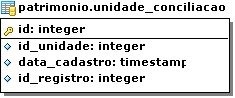 patrimonio.unidade_conciliacao
id: integer
id_unidade: integer
data_cadastro: timestamp
id_registro: integer